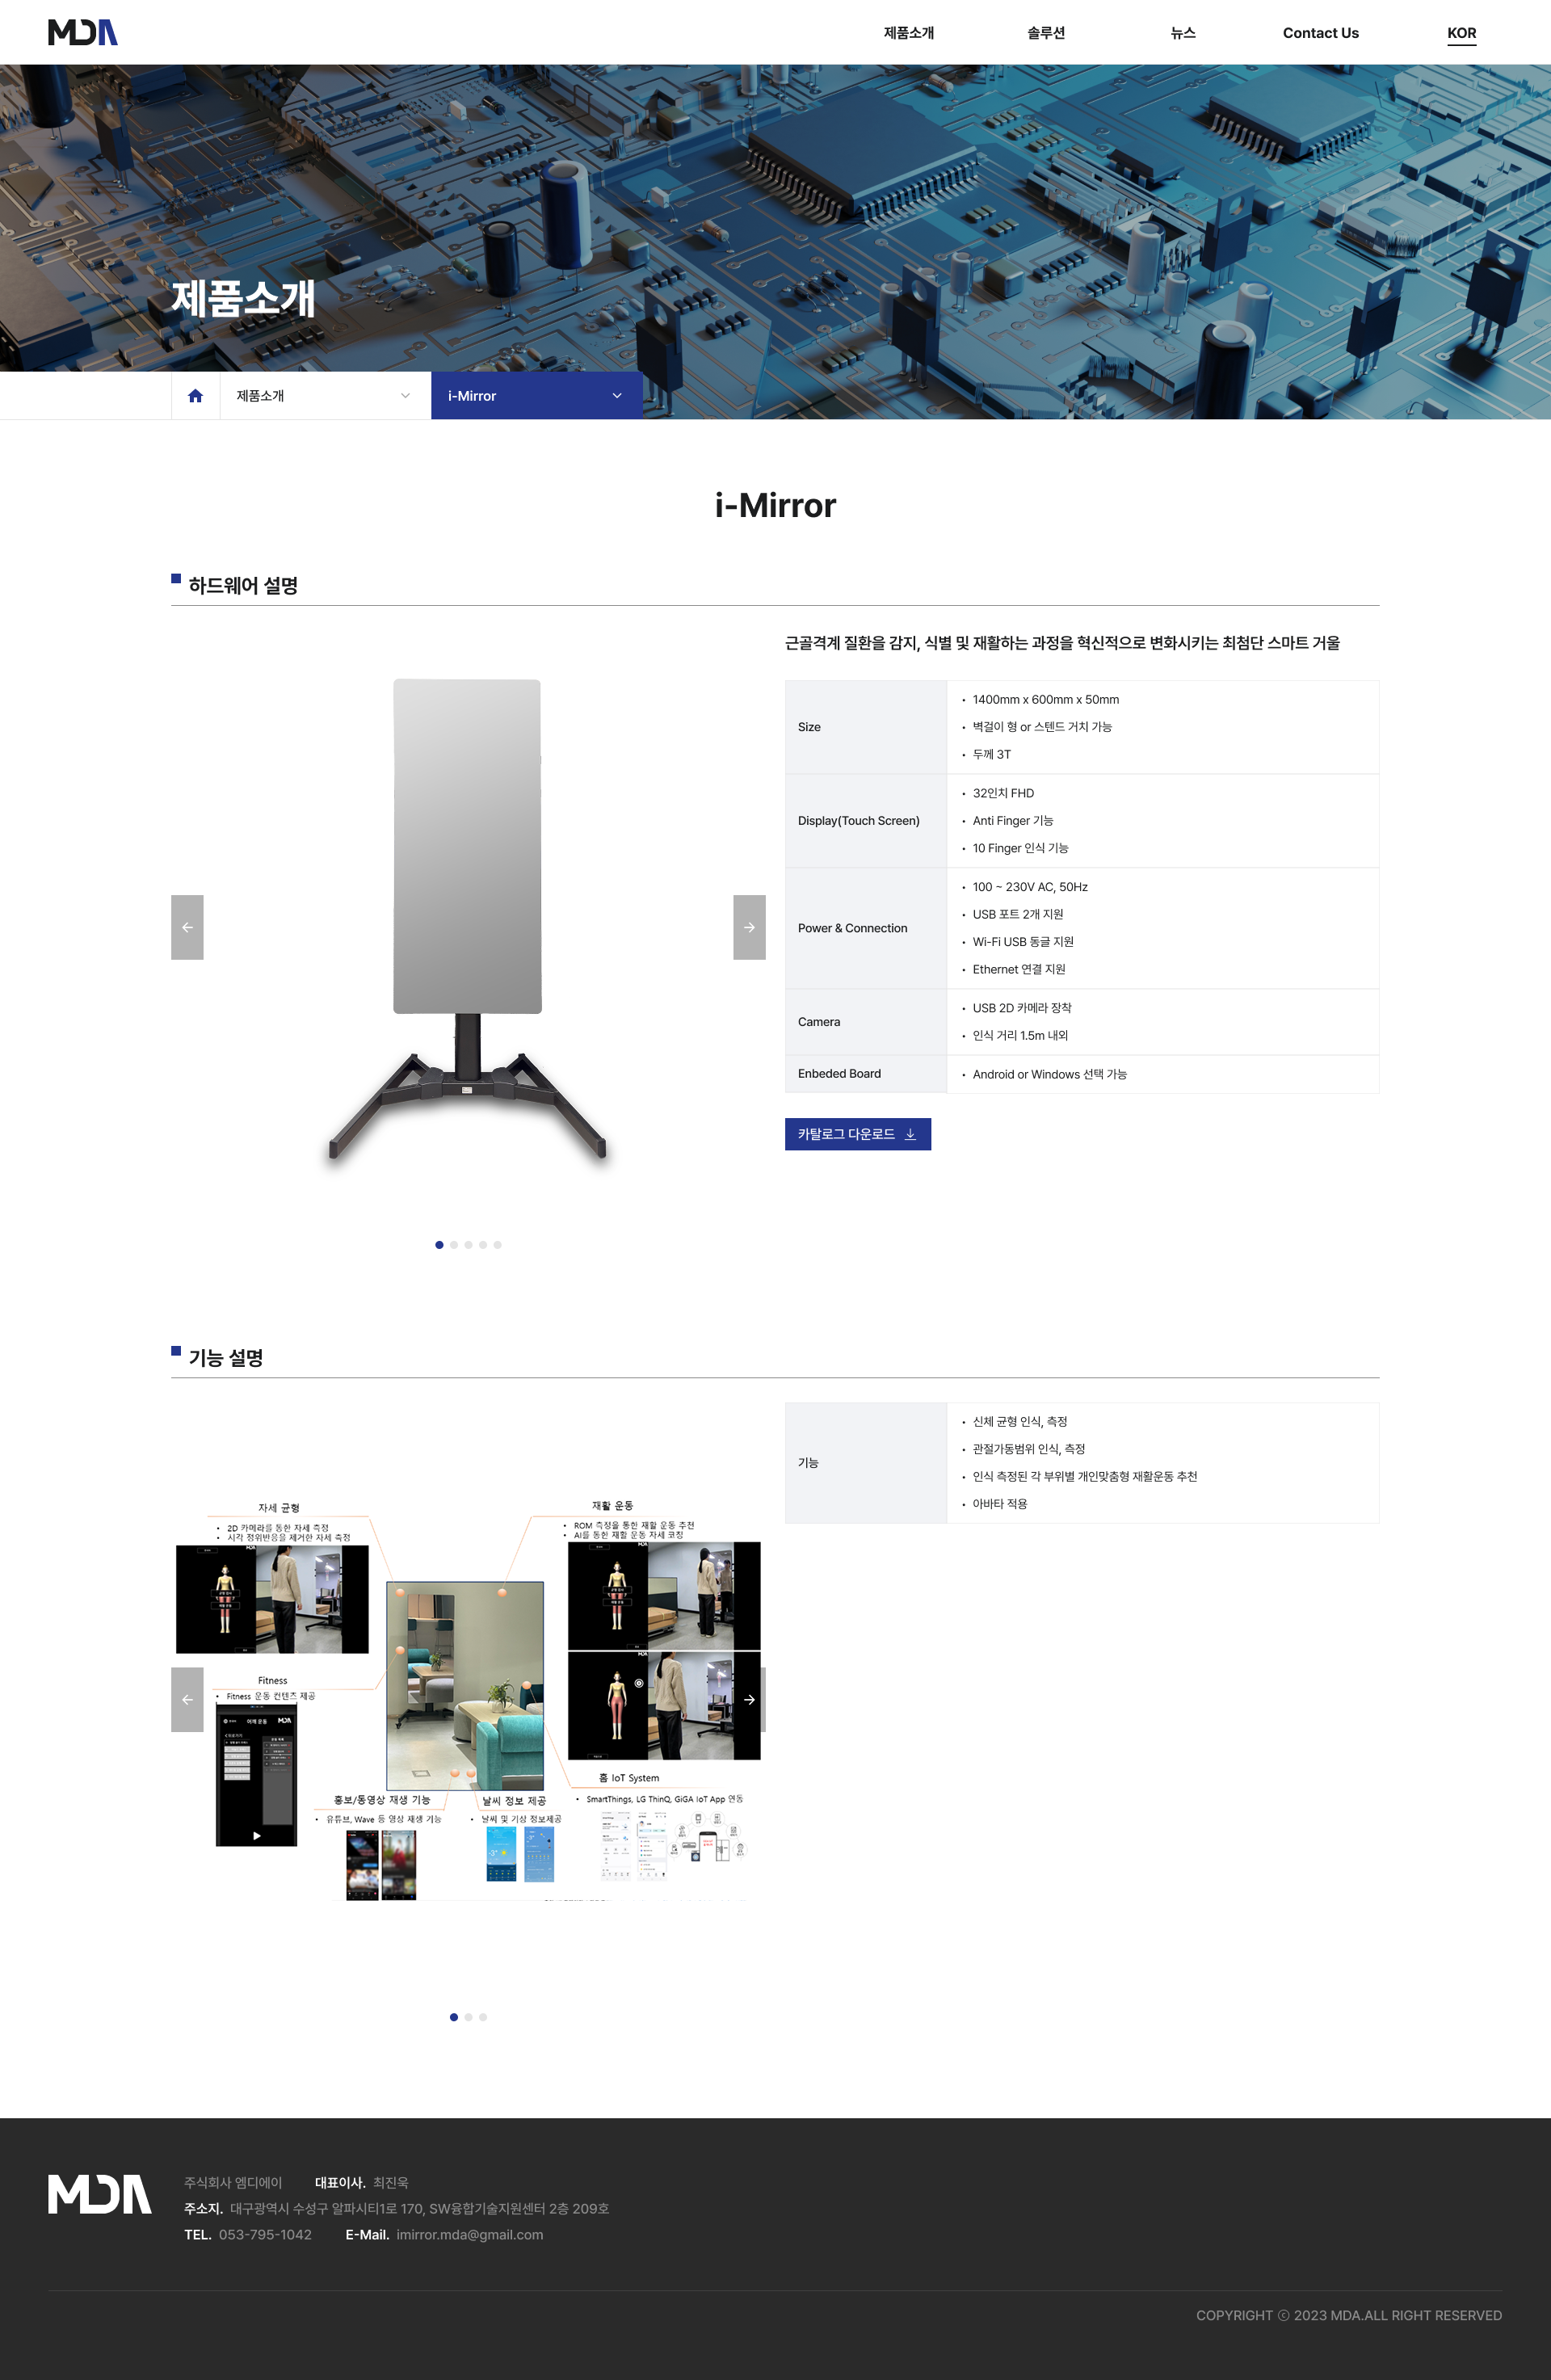 MDA
제품소개
솔루션
뉴스
Contact Us
KOR
제품소개
제품소개
i-Mirror
i-Mirror
하드웨어 설명
근골격계 질환을 감지, 식별 및 재활하는 과정을 혁신적으로 변화시키는 최첨단 스마트 거울
Size
• 1400mm x 600mm x 50mm
• 벽걸이 형 or 스텐드 거치 가능
• 두께 3T
Display(Touch Screen)
• 32인치 FHD
• Anti Finger 기능
• 10 Finger 인식 기능
Power & Connection
• 100 ~ 230V AC, 50Hz
• USB 포트 2개 지원
• Wi-Fi USB 동글 지원
• Ethernet 연결 지원
Camera
• USB 2D 카메라 장착
• 인식 거리 1.5m 내외
Enbeded Board
• Android or Windows 선택 가능
카탈로그 다운로드
기능 설명
기능
• 신체 균형 인식, 측정
• 관절가동범위 인식, 측정
• 인식 측정된 각 부위별 개인맞춤형 재활운동 추천
• 아바타 적용
자세 균형
• 2D 카메라를 통한 자세 측정
• 시각 정위반응을 제거한 자세 측정
재활 운동
• ROM 측정을 통한 재활 운동 추천
• AI를 통한 재활 운동 자세 코칭
MDA
MDA
MDA
Fitness
• Fitness 운동 컨텐츠 제공
어깨 운동
MDA
홍보/동영상 재생 기능
• 유튜브, Wave 등 영상 재생 기능
날씨 정보 제공
• 날씨 및 기상 정보제공
-3°
홈 IoT System
• SmartThings, LG ThinQ, GiGA IoT App 연동
MDA
주식회사 엠디에이 대표이사. 최진욱
주소지. 대구광역시 수성구 알파시티1로 170, SW융합기술지원센터 2층 209호
TEL. 053-795-1042 E-Mail. imirror.mda@gmail.com
COPYRIGHT ⓒ 2023 MDA.ALL RIGHT RESERVED